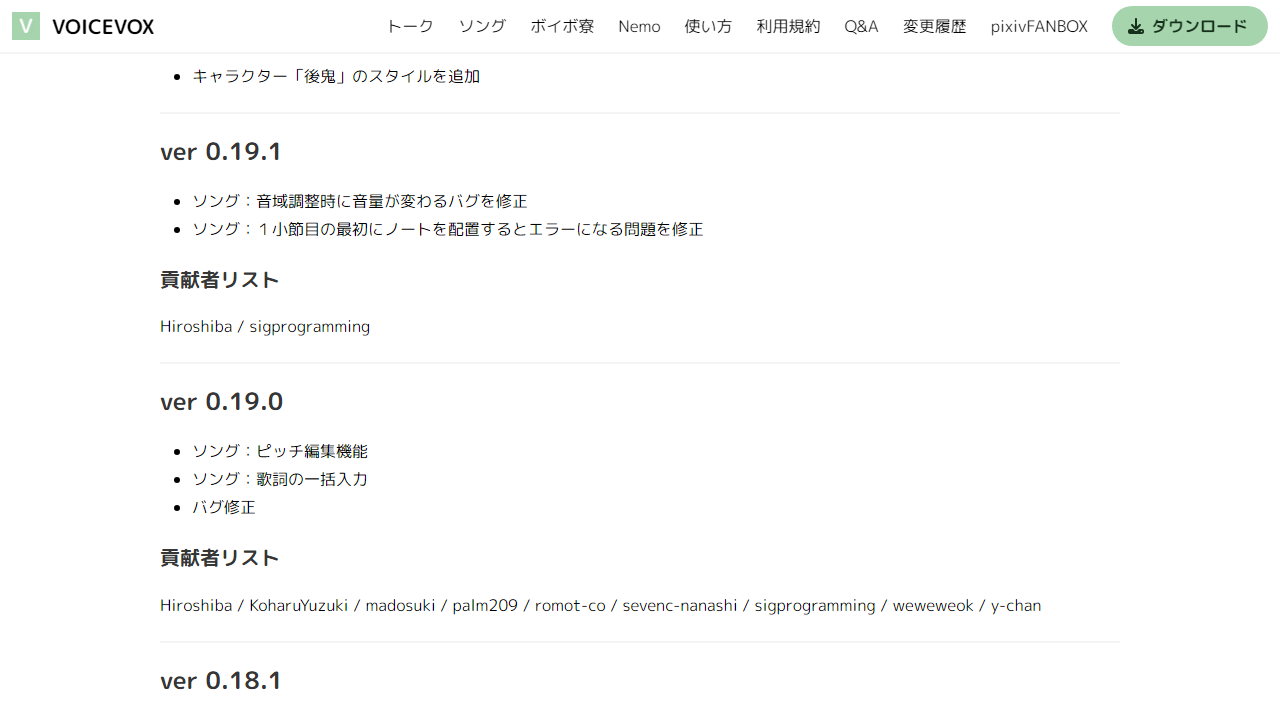 V VOICEVOX トーク ソング ボイボ寮 Nemo 使い方 利用規約 Q&A 変更履歴 pixivFANBOX ダウンロード
キャラクター「後鬼」のスタイルを追加
ver 0.19.1
ソング：音域調整時に音量が変わるバグを修正
ソング：１小節目の最初にノートを配置するとエラーになる問題を修正
貢献者リスト
Hiroshiba / sigprogramming
ver 0.19.0
ソング：ピッチ編集機能
ソング：歌詞の一括入力
バグ修正
貢献者リスト
Hiroshiba / KoharuYuzuki / madosuki / palm209 / romot-co / sevenc-nanashi / sigprogramming / weweweok / y-chan
ver 0.18.1